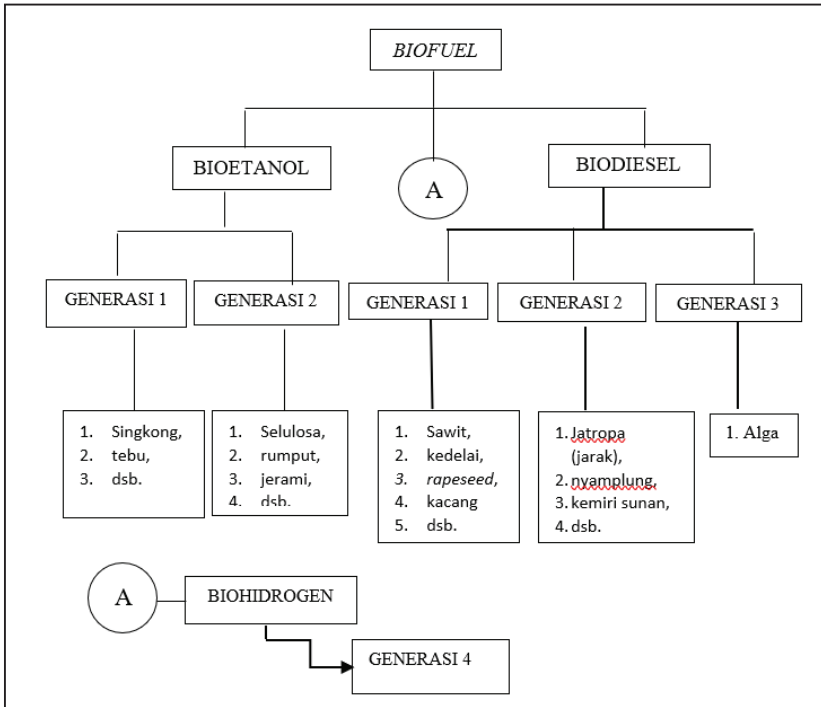 BIOFUEL
BIOETANOL
A
BIODIESEL
GENERASI 1
GENERASI 2
GENERASI 1
GENERASI 2
GENERASI 3
1. Singkong,
2. tebu,
3. dsb.
1. Selulosa,
2. rumput,
3. jerami,
4. dsb.
1. Sawit,
2. kedelai,
3. rapeseed,
4. kacang
5. dsb.
1. Jatropa
(jarak),
2. nyamplung,
3. kemiri sunan,
4. dsb.
1. Alga
A
BIOHIDROGEN
GENERASI 4